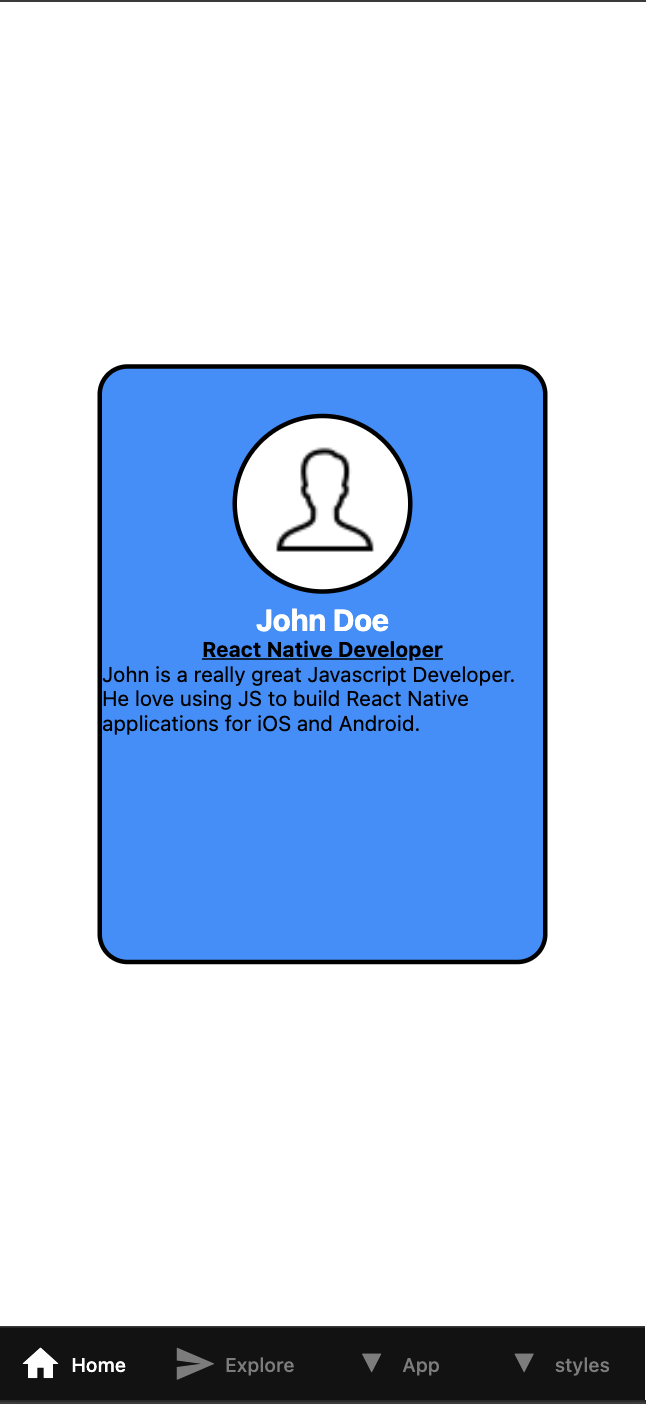 John Doe
React Native Developer
John is a really great Javascript Developer.
He love using JS to build React Native
applications for iOS and Android.
Home Explore App styles